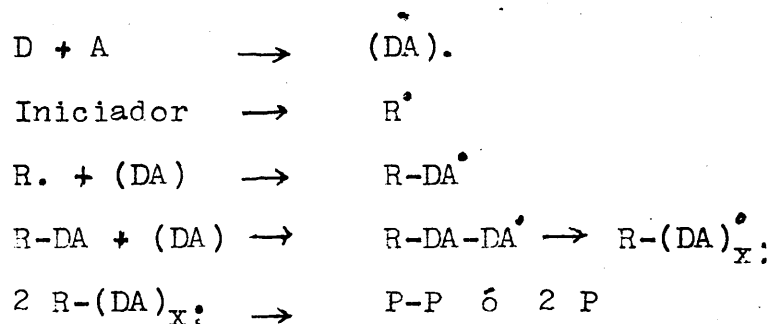 D + A ⟶ (DA)˙.
Iniciador ⟶ R•
R. + (DA) ⟶ R-DA•
R-DA + (DA) ⟶ R-DA-DA• ⟶ R-(DA)ₓ•:
2 R-(DA)ₓ: ⟶ P-P ó 2 P